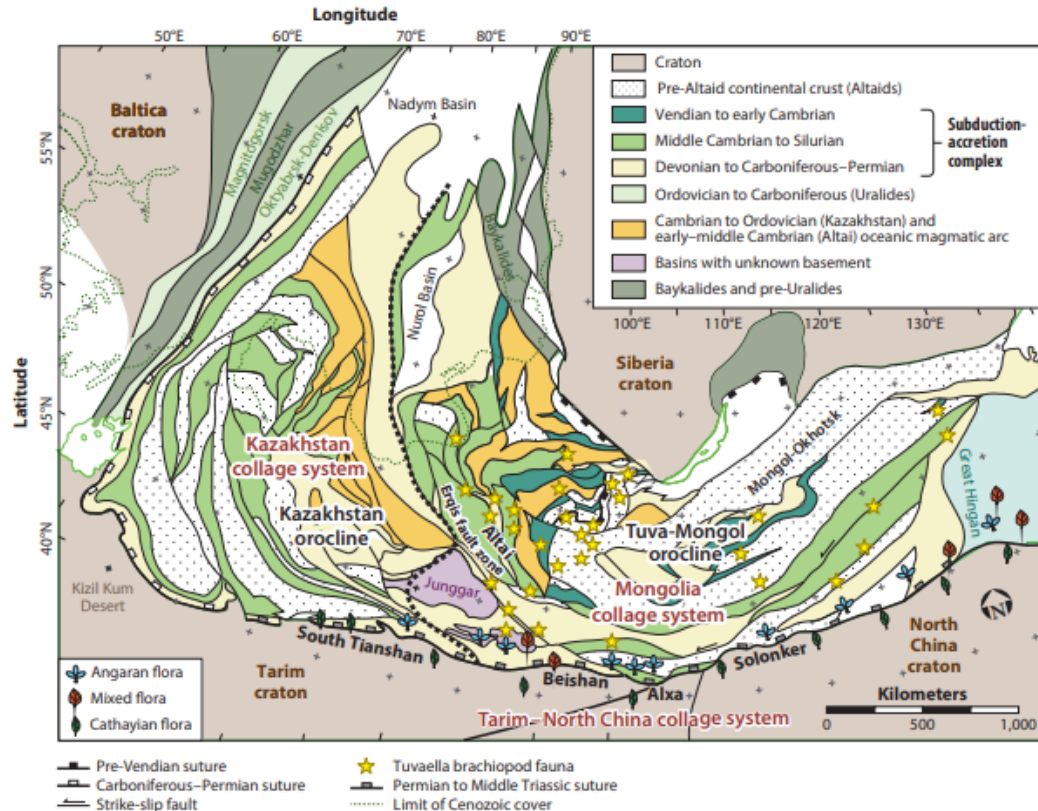 Longitude
50°E 60°E 70°E 80°E 90°E
Latitude
55°N
50°N
45°N
40°N
100°E 110°E 120°E 130°E
Craton
Pre-Altaid continental crust (Altaids)
Vendian to early Cambrian
Middle Cambrian to Silurian
Devonian to Carboniferous–Permian
Subduction-
accretion
complex
Ordovician to Carboniferous (Uralides)
Cambrian to Ordovician (Kazakhstan) and
early–middle Cambrian (Altai) oceanic magmatic arc
Basins with unknown basement
Baykalides and pre-Uralides
Baltica
craton
Magnitogorsk
Mugodzhar
Oktyabrsk-Denisov
Nadym Basin
Baykalides
Nurol Basin
Siberia
craton
Kazakhstan
collage system
Kazakhstan
orocline
Erqis fault zone
Altai
Tuva-Mongol
orocline
Mongol-Okhotsk
Great Hingan
Mongolia
collage system
Junggar
Kizil Kum
Desert
South Tianshan
Tarim
craton
Beishan
Alxa
Solonker
North
China
craton
N
Tarim–North China collage system
Kilometers
0 500 1,000
Angaran flora
Mixed flora
Cathayian flora
Pre-Vendian suture
Carboniferous–Permian suture
Strike-slip fault
Tuvaella brachiopod fauna
Permian to Middle Triassic suture
Limit of Cenozoic cover